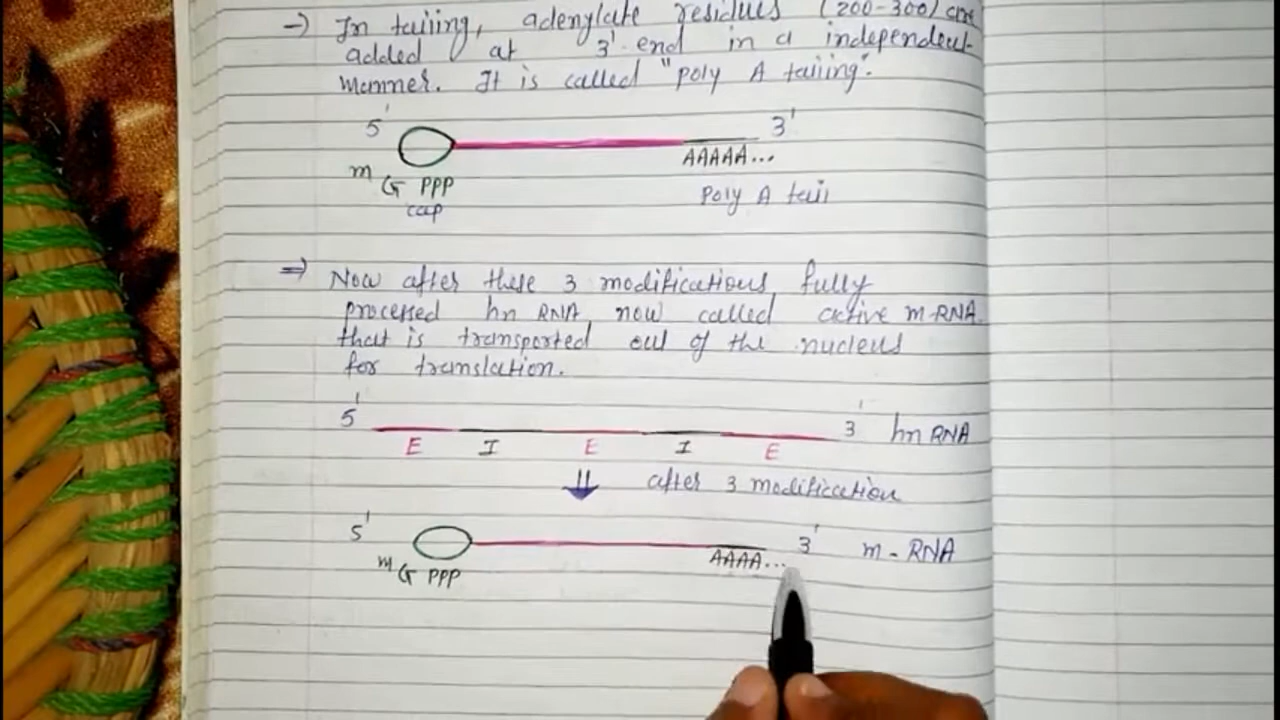 → In tailing, adenylate residues (200-300) are
added at 3' end in a independent
manner. It is called "Poly A tailing".
5' 3'
AAAAA...
m G PPP
cap
Poly A tail
⇒ Now after these 3 modifications, fully
processed hn RNA, now called active m-RNA.
that is transported out of the nucleus
for translation.
5' 3' hn RNA
E I E I E
⇓ after 3 modification
5' 3' m - RNA
AAAA...
m G PPP